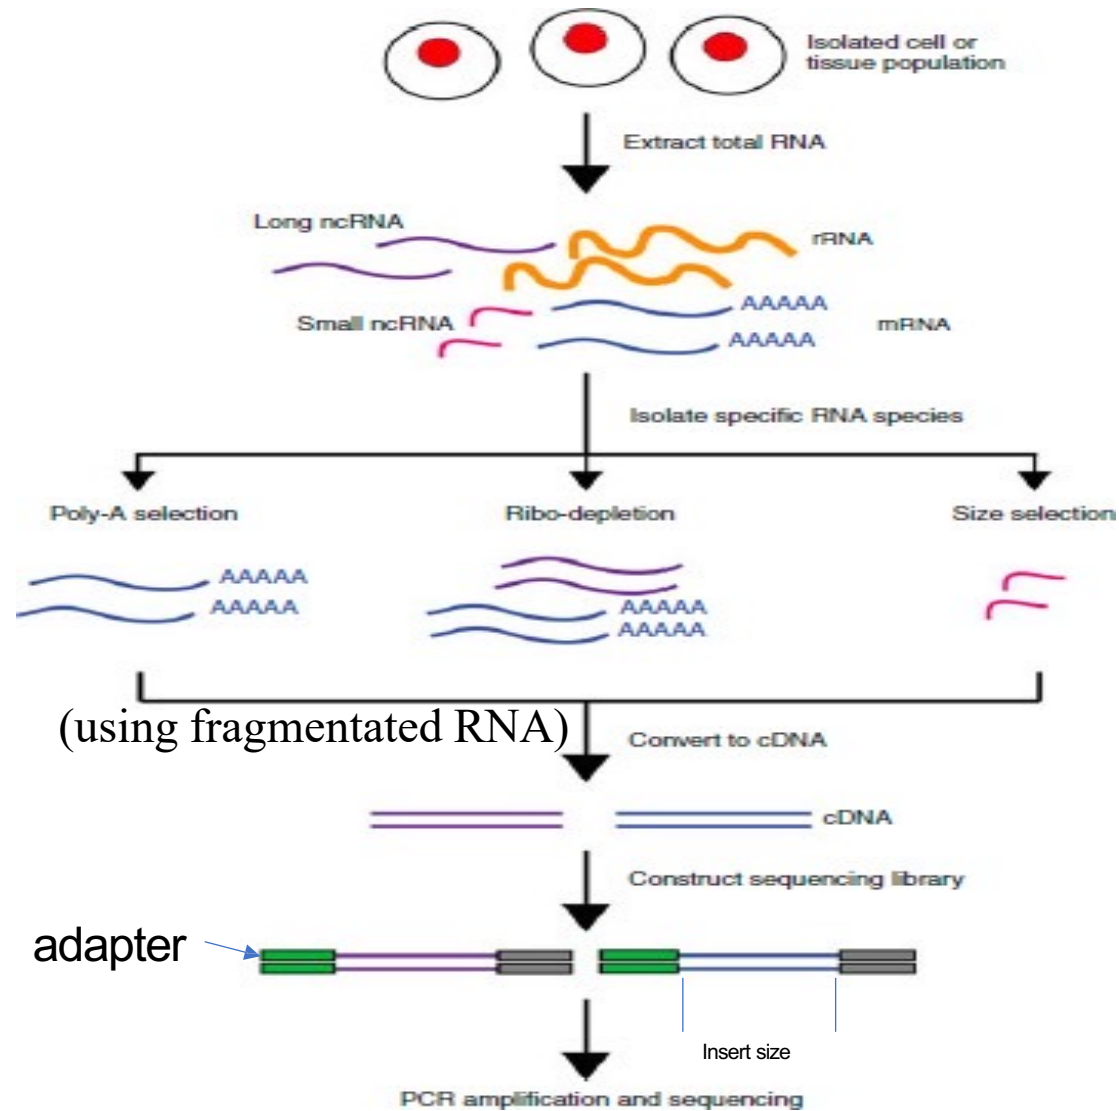 Isolated cell or
tissue population
Extract total RNA
Long ncRNA
rRNA
AAAAA
Small ncRNA
mRNA
AAAAA
Isolate specific RNA species
Poly-A selection
Ribo-depletion
Size selection
AAAAA
AAAAA
AAAAA
AAAAA
(using fragmentated RNA)
Convert to cDNA
cDNA
Construct sequencing library
adapter
Insert size
PCR amplification and sequencing